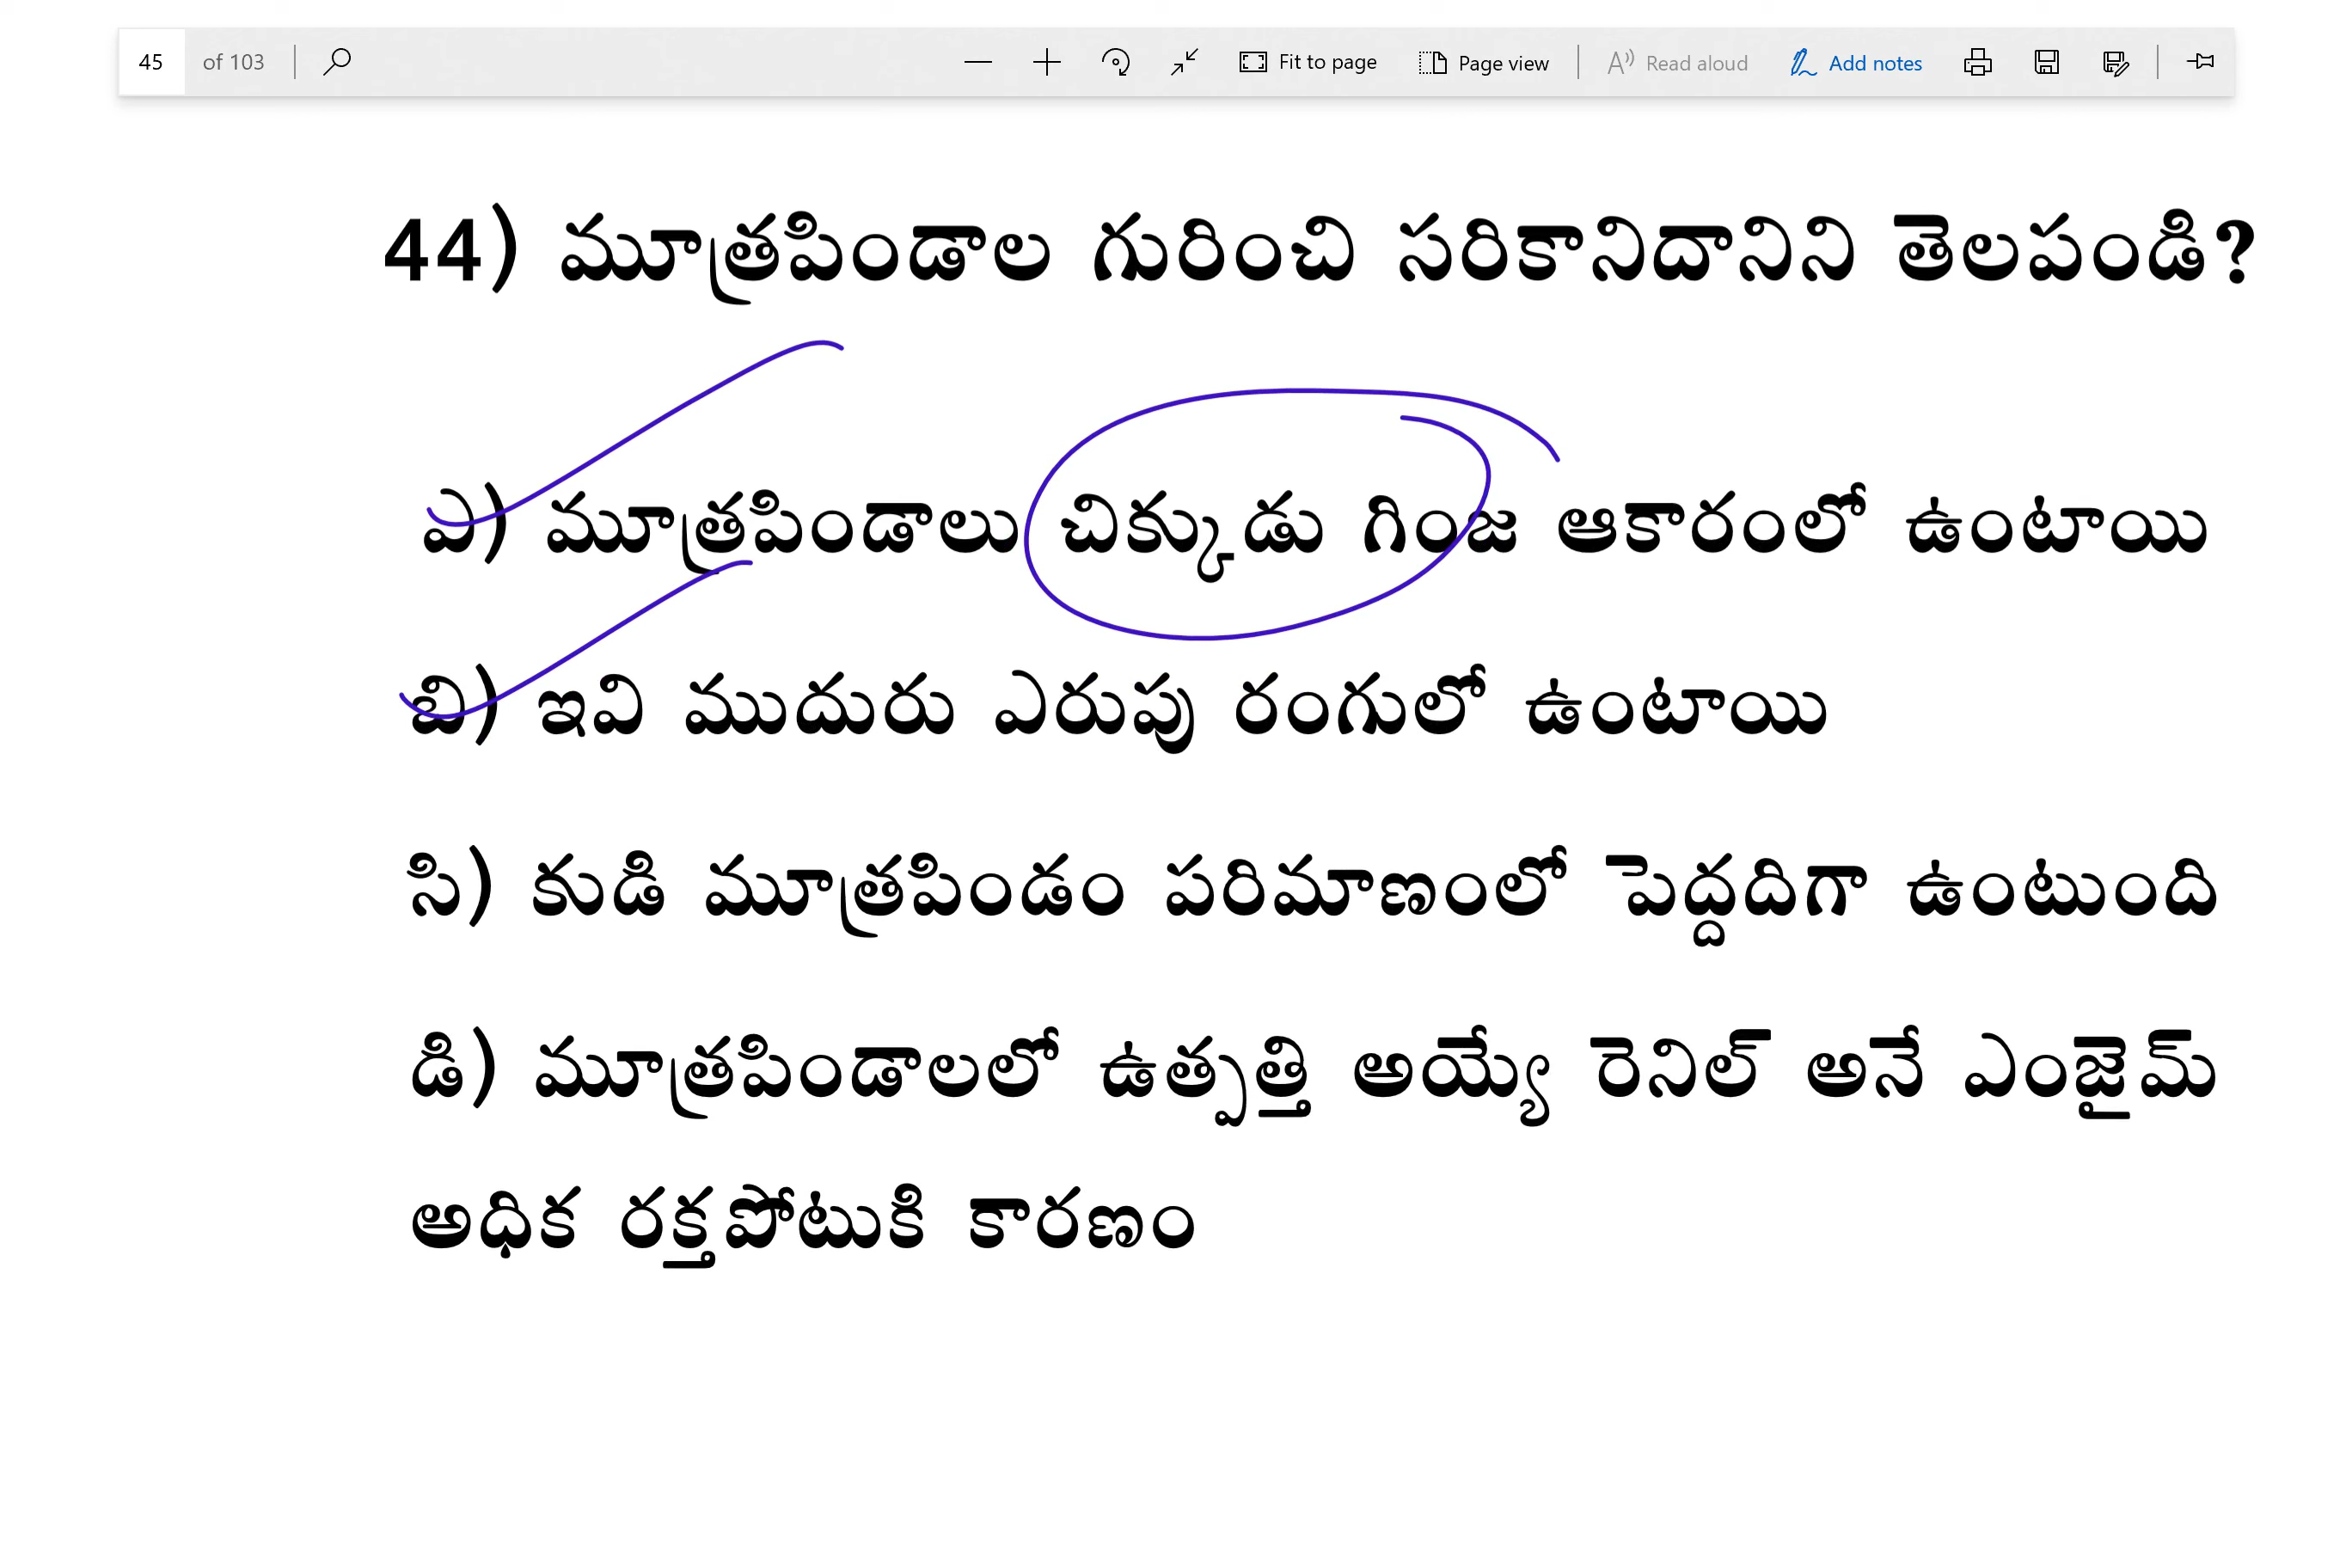 45 of 103 Fit to page Page view Read aloud Add notes
44) మూత్రపిండాల గురించి సరికానిదానిని తెలపండి?
ఎ) మూత్రపిండాలు చిక్కుడు గింజ ఆకారంలో ఉంటాయి
బి) ఇవి ముదురు ఎరుపు రంగులో ఉంటాయి
సి) కుడి మూత్రపిండం పరిమాణంలో పెద్దదిగా ఉంటుంది
డి) మూత్రపిండాలలో ఉత్పత్తి అయ్యే రెనిల్ అనే ఎంజైమ్
అధిక రక్తపోటుకి కారణం